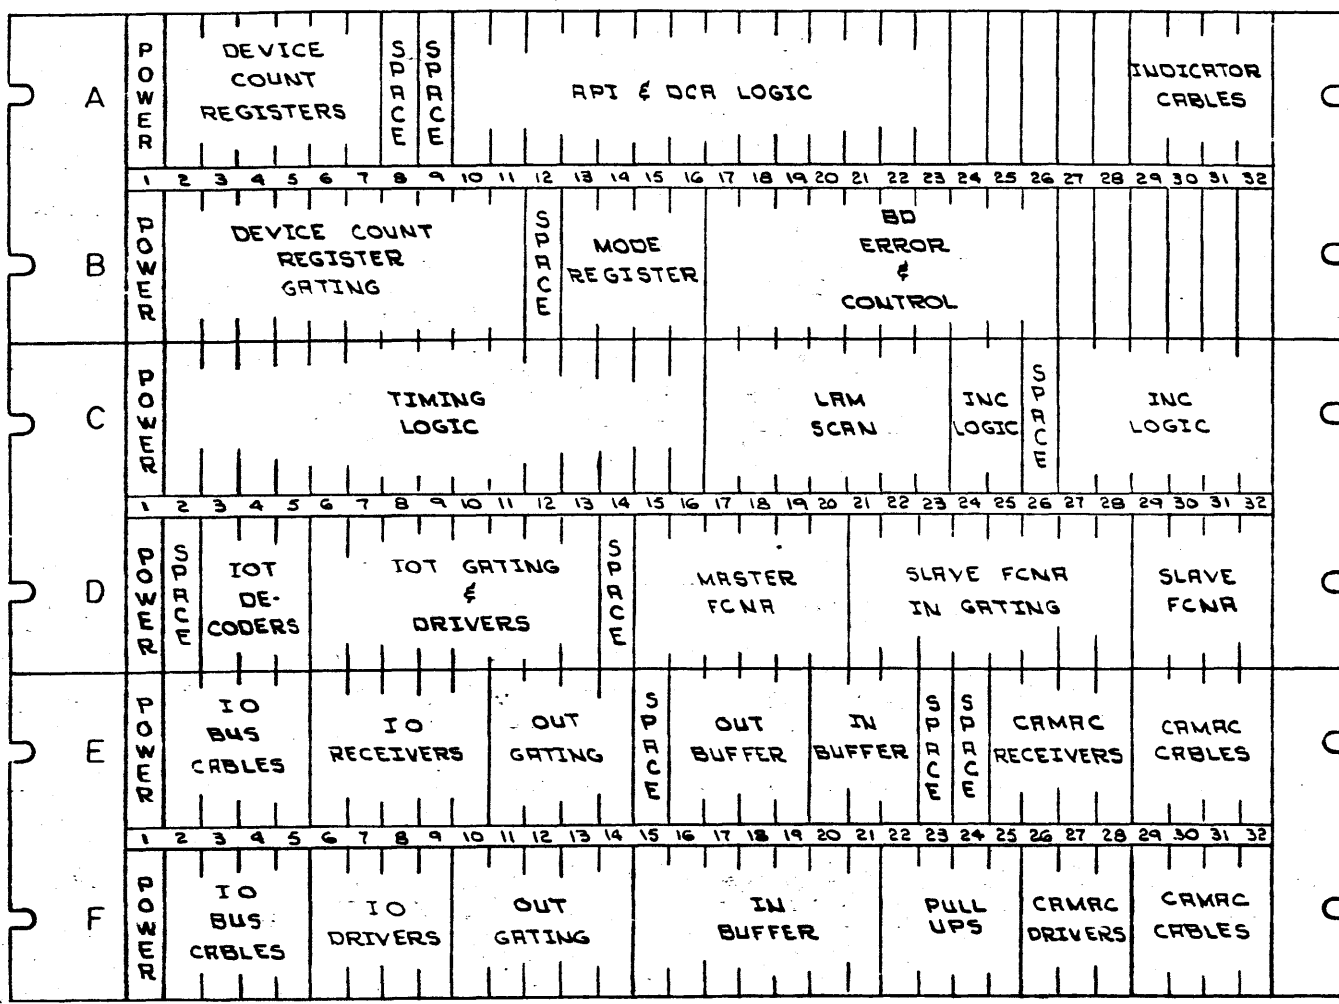 A
POWER
DEVICE
COUNT
REGISTERS
SPACE
SPACE
API & DCA LOGIC
INDICATOR
CABLES
1 2 3 4 5 6 7 8 9 10 11 12 13 14 15 16 17 18 19 20 21 22 23 24 25 26 27 28 29 30 31 32
B
POWER
DEVICE COUNT
REGISTER
GATING
SPACE
MODE
REGISTER
BD
ERROR
&
CONTROL
C
POWER
TIMING
LOGIC
LAM
SCAN
INC
LOGIC
SPACE
INC
LOGIC
1 2 3 4 5 6 7 8 9 10 11 12 13 14 15 16 17 18 19 20 21 22 23 24 25 26 27 28 29 30 31 32
D
POWER
SPACE
IOT
DE-
CODERS
IOT GATING
&
DRIVERS
SPACE
MASTER
FCNA
SLAVE FCNA
IN GATING
SLAVE
FCNA
E
POWER
IO
BUS
CABLES
IO
RECEIVERS
OUT
GATING
SPACE
OUT
BUFFER
IN
BUFFER
SPACE
SPACE
CAMAC
RECEIVERS
CAMAC
CABLES
1 2 3 4 5 6 7 8 9 10 11 12 13 14 15 16 17 18 19 20 21 22 23 24 25 26 27 28 29 30 31 32
F
POWER
IO
BUS
CABLES
IO
DRIVERS
OUT
GATING
IN
BUFFER
PULL
UPS
CAMAC
DRIVERS
CAMAC
CABLES